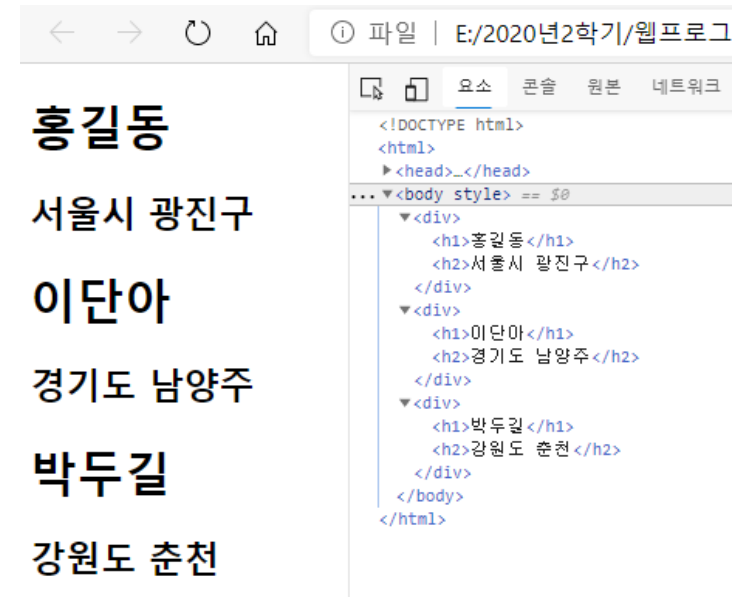 파일 E:/2020년2학기/웹프로그
요소 콘솔 원본 네트워크
홍길동
서울시 광진구
이단아
경기도 남양주
박두길
강원도 춘천
<!DOCTYPE html>
<html>
▶<head>…</head>
...▼<body style> == $0
▼<div>
<h1>홍길동</h1>
<h2>서울시 광진구</h2>
</div>
▼<div>
<h1>이단아</h1>
<h2>경기도 남양주</h2>
</div>
▼<div>
<h1>박두길</h1>
<h2>강원도 춘천</h2>
</div>
</body>
</html>